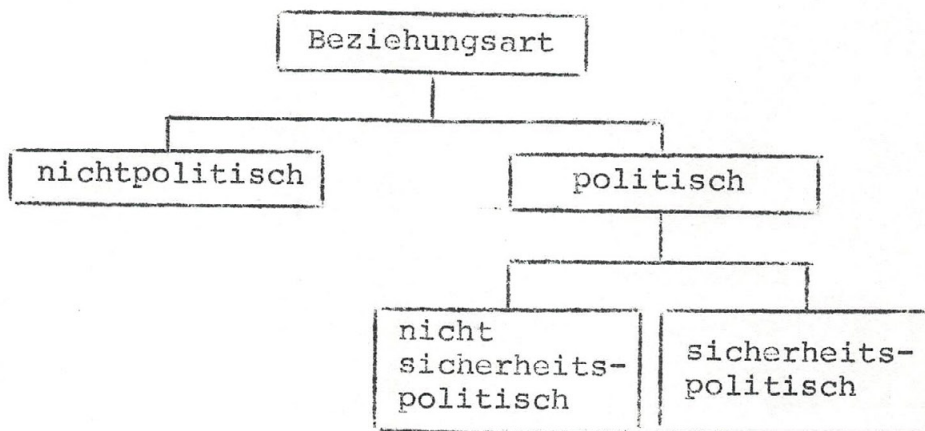 Beziehungsart
nichtpolitisch
politisch
nicht
sicherheits-
politisch
sicherheits-
politisch